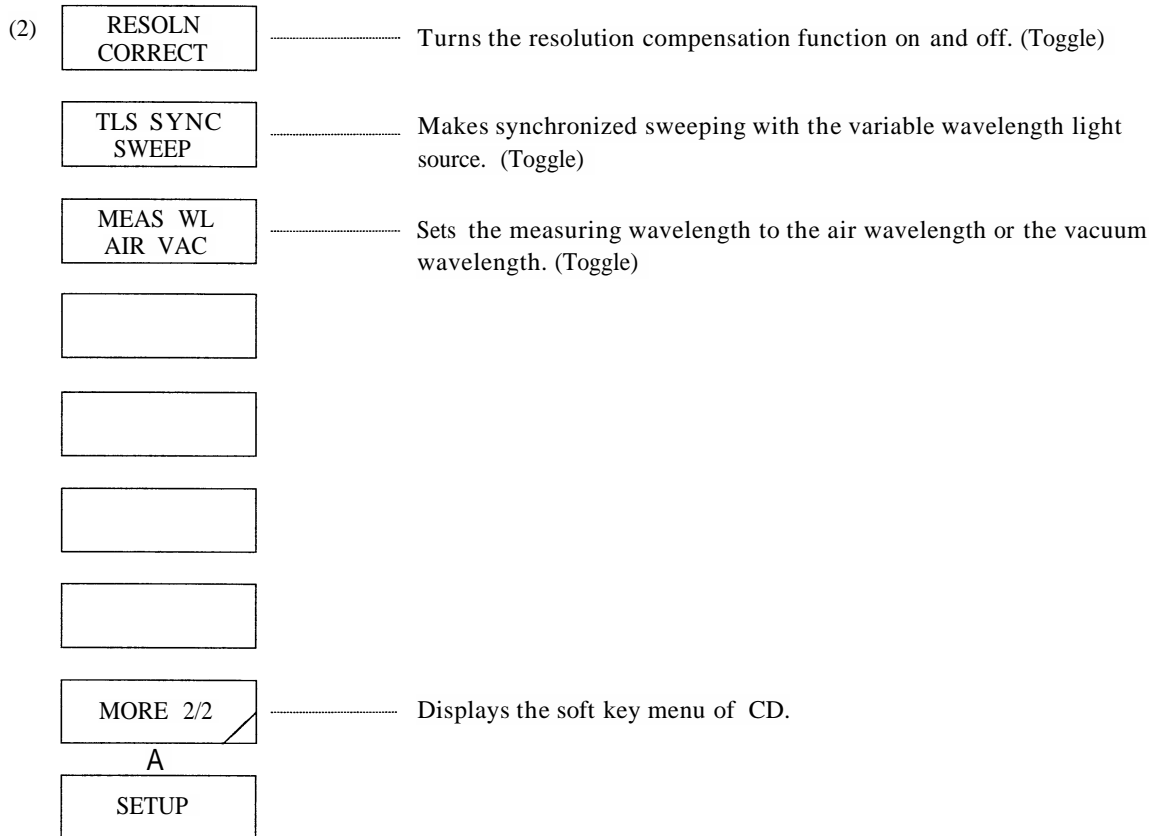 (2)
RESOLN
CORRECT
Turns the resolution compensation function on and off. (Toggle)
TLS SYNC
SWEEP
Makes synchronized sweeping with the variable wavelength light
source. (Toggle)
MEAS WL
AIR VAC
Sets the measuring wavelength to the air wavelength or the vacuum
wavelength. (Toggle)
MORE 2/2
Displays the soft key menu of CD.
A
SETUP